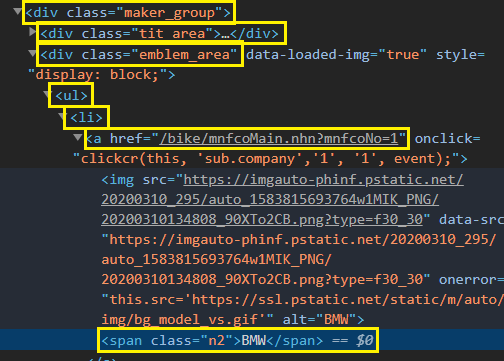 ▼<div class="maker_group">
▶<div class="tit_area">…</div>
▼<div class="emblem_area" data-loaded-img="true" style=
"display: block;">
▼<ul>
▼<li>
▼<a href="/bike/mnfcoMain.nhn?mnfcoNo=1" onclick=
"clickcr(this, 'sub.company','1', '1', event);">
<img src="https://imgauto-phinf.pstatic.net/
20200310_295/auto_1583815693764w1MIK_PNG/
20200310134808_90XTo2CB.png?type=f30_30" data-src
"https://imgauto-phinf.pstatic.net/20200310_295/
auto_1583815693764w1MIK_PNG/
20200310134808_90XTo2CB.png?type=f30_30" onerror=
"this.src='https://ssl.pstatic.net/static/m/auto/
img/bg_model_vs.gif'" alt="BMW">
<span class="n2">BMW</span> == $0